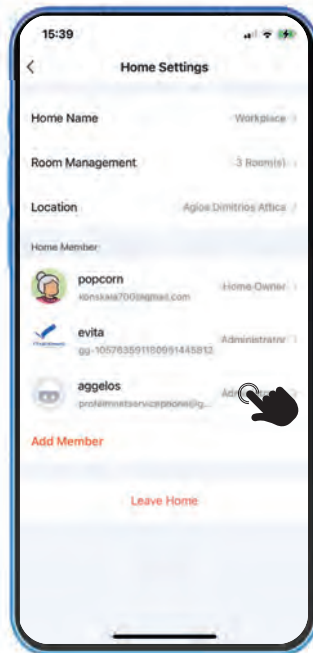 15:39
Home Settings
Home Name Workplace
Room Management 3 Room(s)
Location Agios Dimitrios Attica
Home Member
popcorn
Home Owner
evita
Administrator
aggelos
Add Member
Leave Home